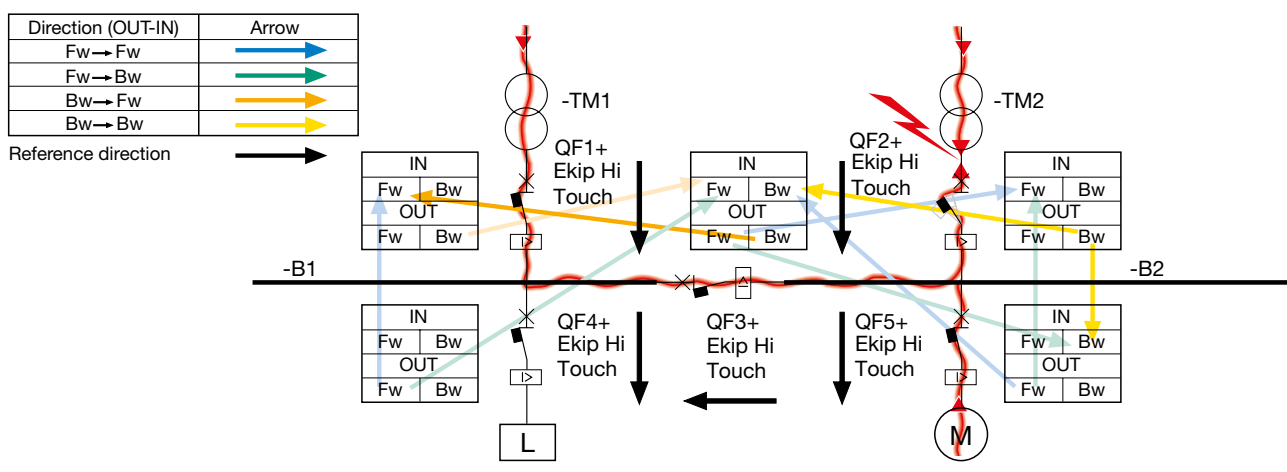 Direction (OUT-IN) Arrow
Fw→Fw
Fw→Bw
Bw→Fw
Bw→Bw
Reference direction
-TM1
-TM2
QF1+
Ekip Hi
Touch
QF2+
Ekip Hi
Touch
IN
Fw Bw
OUT
Fw Bw
IN
Fw Bw
OUT
Fw Bw
IN
Fw Bw
OUT
Fw Bw
-B1
-B2
IN
Fw Bw
OUT
Fw Bw
QF4+
Ekip Hi
Touch
QF3+
Ekip Hi
Touch
QF5+
Ekip Hi
Touch
IN
Fw Bw
OUT
Fw Bw
I>
I>
I>
I>
I>
L
M